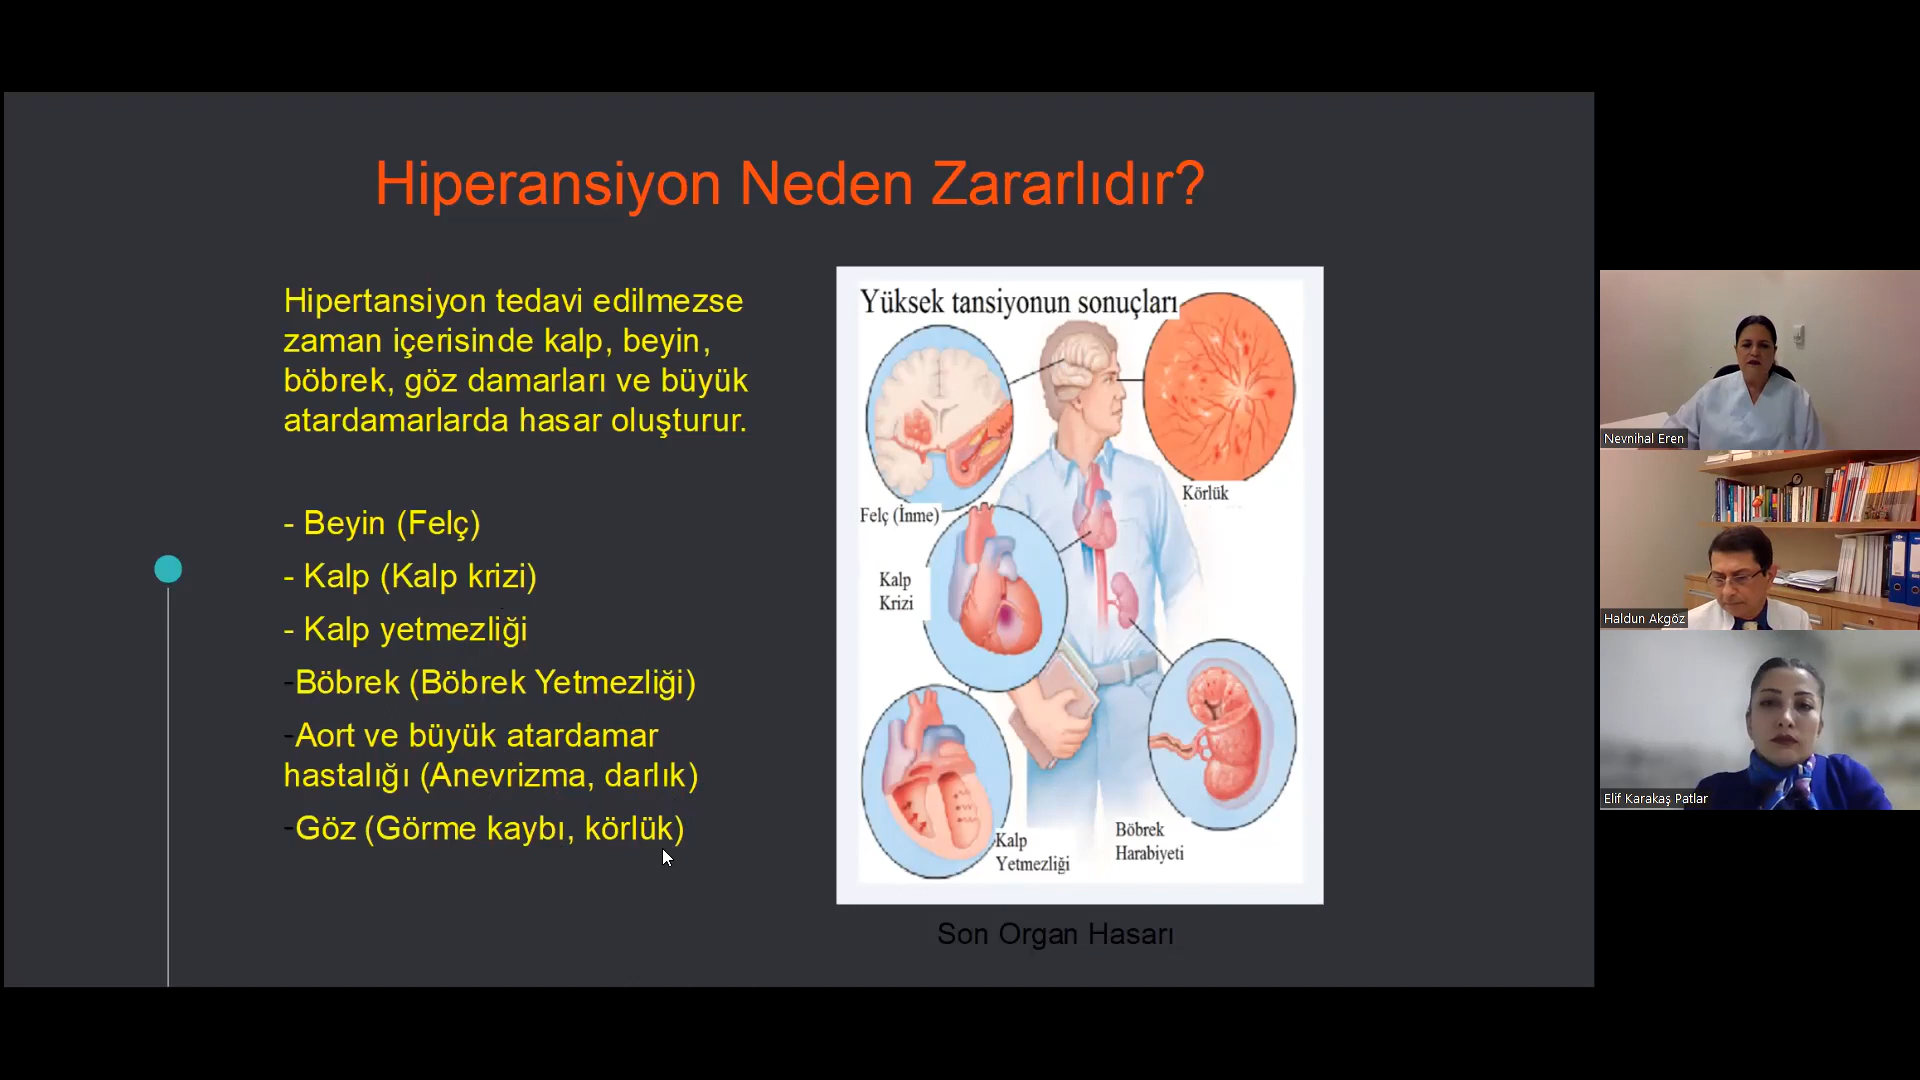 Hiperansiyon Neden Zararlıdır?
Hipertansiyon tedavi edilmezse
zaman içerisinde kalp, beyin,
böbrek, göz damarları ve büyük
atardamarlarda hasar oluşturur.
- Beyin (Felç)
- Kalp (Kalp krizi)
- Kalp yetmezliği
-Böbrek (Böbrek Yetmezliği)
-Aort ve büyük atardamar
hastalığı (Anevrizma, darlık)
-Göz (Görme kaybı, körlük)
Yüksek tansiyonun sonuçları
Körlük
Felç (İnme)
Kalp
Krizi
Kalp
Yetmezliği
Böbrek
Harabiyeti
Son Organ Hasarı
Nevnihal Eren
Haldun Akgöz
Elif Karakaş Patlar